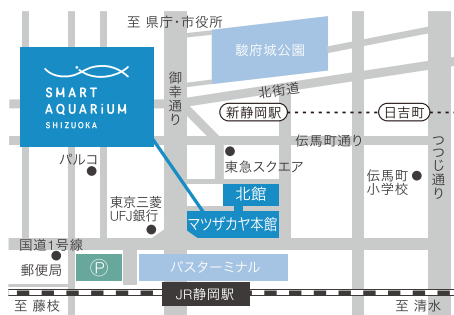 至 県庁・市役所
駿府城公園
SMART
AQUARiUM
SHIZUOKA
御幸通り
北街道
新静岡駅
日吉町
伝馬町通り
つつじ通り
パルコ
東急スクエア
伝馬町
小学校
北館
東京三菱
UFJ銀行
マツザカヤ本館
国道1号線
郵便局
P
バスターミナル
JR静岡駅
至 藤枝
至 清水